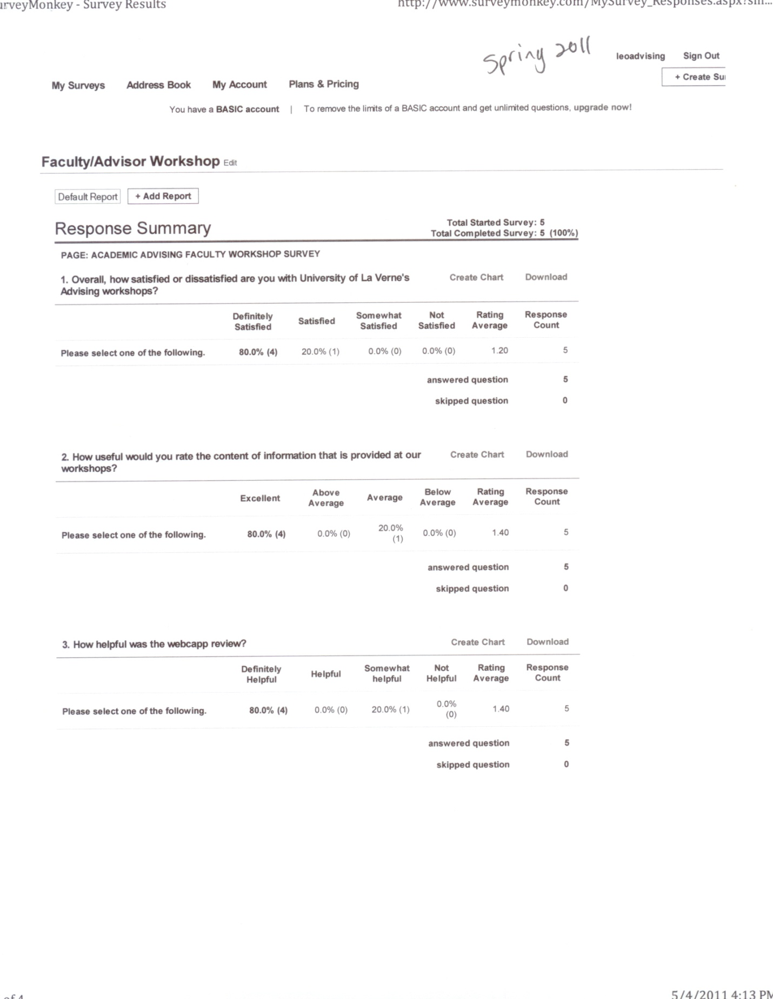 urveyMonkey - Survey Results http://www.surveymonkey.com/MySurvey_Responses.aspx?sm...
Spring 2011
leoadvising Sign Out
+ Create Su
My Surveys Address Book My Account Plans & Pricing
You have a BASIC account | To remove the limits of a BASIC account and get unlimited questions, upgrade now!
Faculty/Advisor Workshop Edit
Default Report + Add Report
Response Summary
Total Started Survey: 5
Total Completed Survey: 5 (100%)
PAGE: ACADEMIC ADVISING FACULTY WORKSHOP SURVEY
1. Overall, how satisfied or dissatisfied are you with University of La Verne's Create Chart Download
Advising workshops?
Definitely Satisfied Satisfied Somewhat Satisfied Not Satisfied Rating Average Response Count
Please select one of the following. 80.0% (4) 20.0% (1) 0.0% (0) 0.0% (0) 1.20 5
answered question 5
skipped question 0
2. How useful would you rate the content of information that is provided at our Create Chart Download
workshops?
Excellent Above Average Average Below Average Rating Average Response Count
Please select one of the following. 80.0% (4) 0.0% (0) 20.0% (1) 0.0% (0) 1.40 5
answered question 5
skipped question 0
3. How helpful was the webcapp review? Create Chart Download
Definitely Helpful Helpful Somewhat helpful Not Helpful Rating Average Response Count
Please select one of the following. 80.0% (4) 0.0% (0) 20.0% (1) 0.0% (0) 1.40 5
answered question 5
skipped question 0
of 4 5/4/2011 4:13 PM